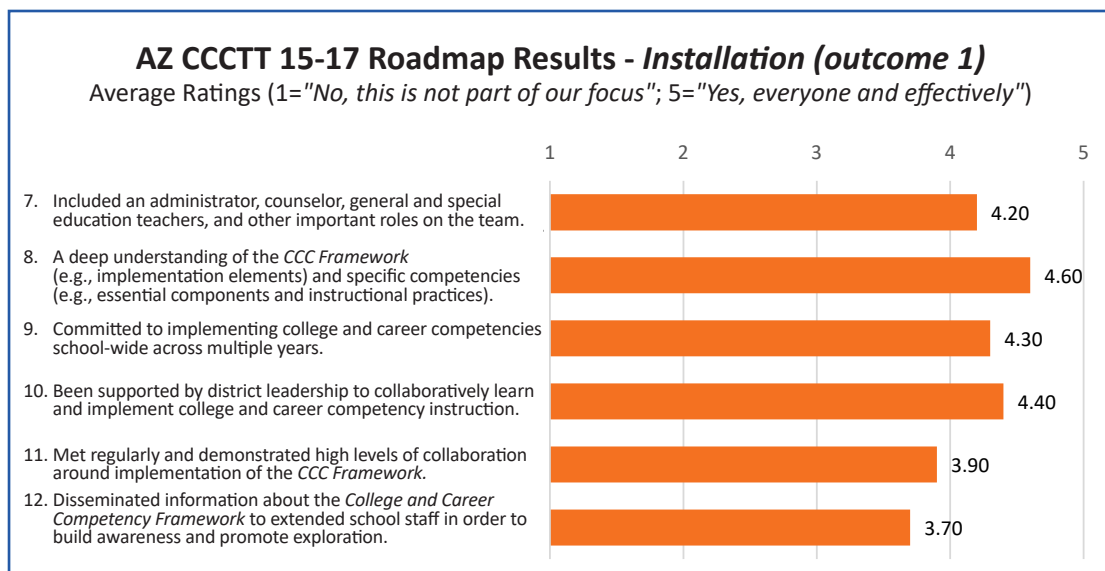 AZ CCCTT 15-17 Roadmap Results - Installation (outcome 1)
Average Ratings (1="No, this is not part of our focus"; 5="Yes, everyone and effectively")
1 2 3 4 5
7. Included an administrator, counselor, general and special
education teachers, and other important roles on the team.
4.20
8. A deep understanding of the CCC Framework
(e.g., implementation elements) and specific competencies
(e.g., essential components and instructional practices).
4.60
9. Committed to implementing college and career competencies
school-wide across multiple years.
4.30
10. Been supported by district leadership to collaboratively learn
and implement college and career competency instruction.
4.40
11. Met regularly and demonstrated high levels of collaboration
around implementation of the CCC Framework.
3.90
12. Disseminated information about the College and Career
Competency Framework to extended school staff in order to
build awareness and promote exploration.
3.70